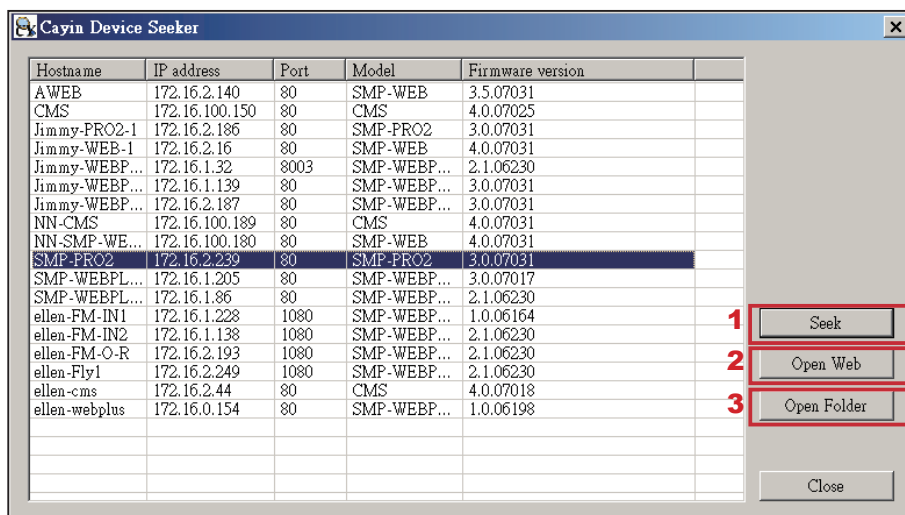 Cayin Device Seeker
Hostname IP address Port Model Firmware version
AWEB 172.16.2.140 80 SMP-WEB 3.5.07031
CMS 172.16.100.150 80 CMS 4.0.07025
Jimmy-PRO2-1 172.16.2.186 80 SMP-PRO2 3.0.07031
Jimmy-WEB-1 172.16.2.16 80 SMP-WEB 4.0.07031
Jimmy-WEBP... 172.16.1.32 8003 SMP-WEBP... 2.1.06230
Jimmy-WEBP... 172.16.1.139 80 SMP-WEBP... 3.0.07031
Jimmy-WEBP... 172.16.2.187 80 SMP-WEBP... 3.0.07031
NN-CMS 172.16.100.189 80 CMS 4.0.07031
NN-SMP-WE... 172.16.100.180 80 SMP-WEB 4.0.07031
SMP-PRO2 172.16.2.239 80 SMP-PRO2 3.0.07031
SMP-WEBPL... 172.16.1.205 80 SMP-WEBP... 3.0.07017
SMP-WEBPL... 172.16.1.86 80 SMP-WEBP... 2.1.06230
ellen-FM-IN1 172.16.1.228 1080 SMP-WEBP... 1.0.06164
ellen-FM-IN2 172.16.1.138 1080 SMP-WEBP... 2.1.06230
ellen-FM-O-R 172.16.2.193 1080 SMP-WEBP... 2.1.06230
ellen-Fly1 172.16.2.249 1080 SMP-WEBP... 2.1.06230
ellen-cms 172.16.2.44 80 CMS 4.0.07018
ellen-webplus 172.16.0.154 80 SMP-WEBP... 1.0.06198
1 Seek
2 Open Web
3 Open Folder
Close